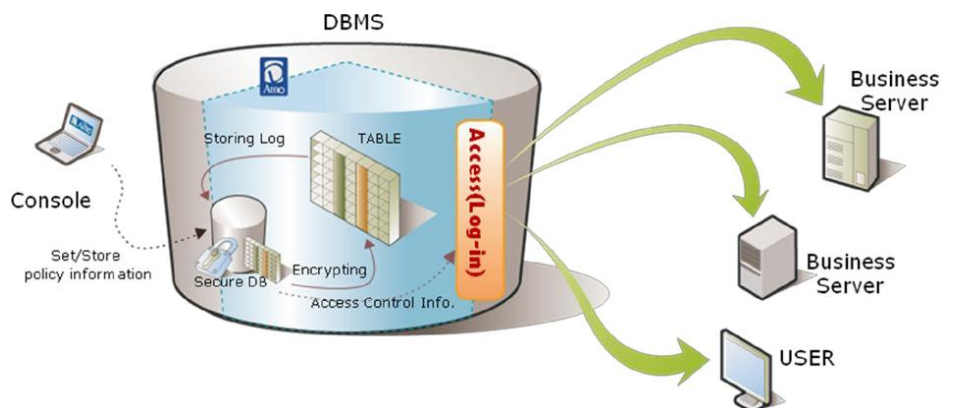 DBMS
Amo
Storing Log
TABLE
Access(Log-in)
Business
Server
Console
Set/Store
policy information
Secure DB
Encrypting
Access Control Info.
Business
Server
USER